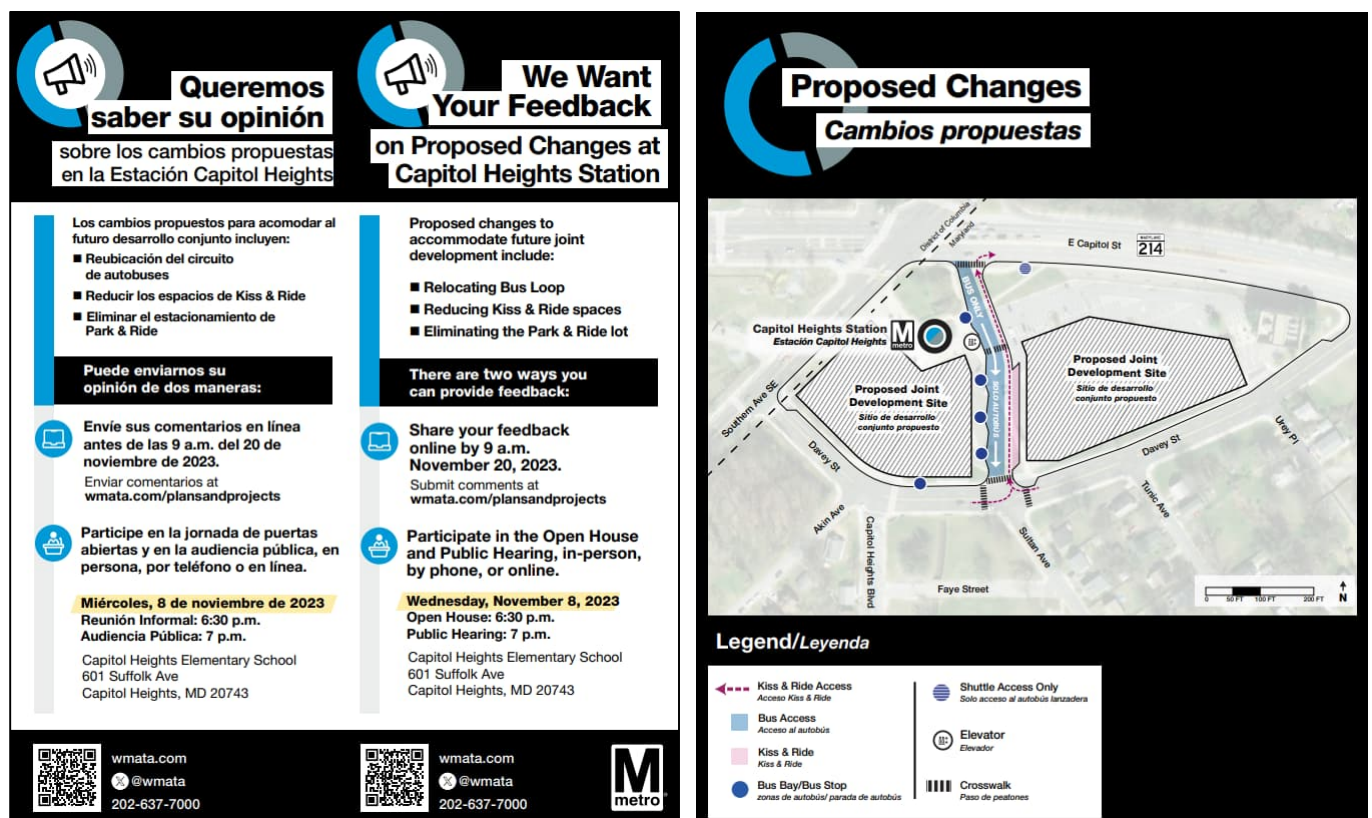 Queremos
saber su opinión
sobre los cambios propuestas
en la Estación Capitol Heights
Los cambios propuestos para acomodar al
futuro desarrollo conjunto incluyen:
■ Reubicación del circuito
de autobuses
■ Reducir los espacios de Kiss & Ride
■ Eliminar el estacionamiento de
Park & Ride
Puede enviarnos su
opinión de dos maneras:
Envíe sus comentarios en línea
antes de las 9 a.m. del 20 de
noviembre de 2023.
Enviar comentarios at
wmata.com/plansandprojects
Participe en la jornada de puertas
abiertas y en la audiencia pública, en
persona, por teléfono o en línea.
Miércoles, 8 de noviembre de 2023
Reunión Informal: 6:30 p.m.
Audiencia Pública: 7 p.m.
Capitol Heights Elementary School
601 Suffolk Ave
Capitol Heights, MD 20743
wmata.com
@wmata
202-637-7000
We Want
Your Feedback
on Proposed Changes at
Capitol Heights Station
Proposed changes to
accommodate future joint
development include:
■ Relocating Bus Loop
■ Reducing Kiss & Ride spaces
■ Eliminating the Park & Ride lot
There are two ways you
can provide feedback:
Share your feedback
online by 9 a.m.
November 20, 2023.
Submit comments at
wmata.com/plansandprojects
Participate in the Open House
and Public Hearing, in-person,
by phone, or online.
Wednesday, November 8, 2023
Open House: 6:30 p.m.
Public Hearing: 7 p.m.
Capitol Heights Elementary School
601 Suffolk Ave
Capitol Heights, MD 20743
wmata.com
@wmata
202-637-7000
M
metro
Proposed Changes
Cambios propuestas
District of Columbia
Maryland
E Capitol St
MARYLAND
214
BUS ONLY
SOLO AUTOBUS
Capitol Heights Station
Estación Capitol Heights
M
metro
Proposed Joint
Development Site
Sitio de desarrollo
conjunto propuesto
Proposed Joint
Development Site
Sitio de desarrollo
conjunto propuesto
Southern Ave SE
Davey St
Davey St
Urey Pl
Akin Ave
Capitol Heights Blvd
Sultan Ave
Tunic Ave
Faye Street
0 50 FT 100 FT 200 FT
N
Legend/Leyenda
Kiss & Ride Access
Acceso Kiss & Ride
Bus Access
Acceso al autobús
Kiss & Ride
Kiss & Ride
Bus Bay/Bus Stop
zonas de autobús/ parada de autobús
Shuttle Access Only
Solo acceso al autobús lanzadera
Elevator
Elevador
Crosswalk
Paso de peatones